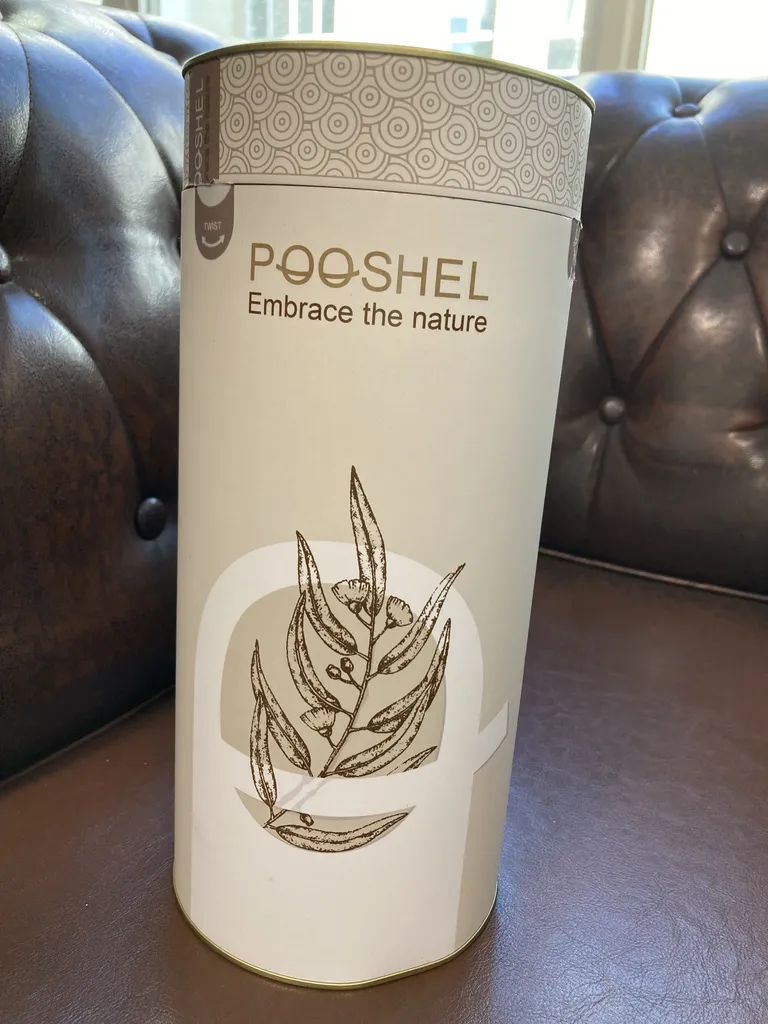 POOSHEL
TWIST
POOSHEL
Embrace the nature